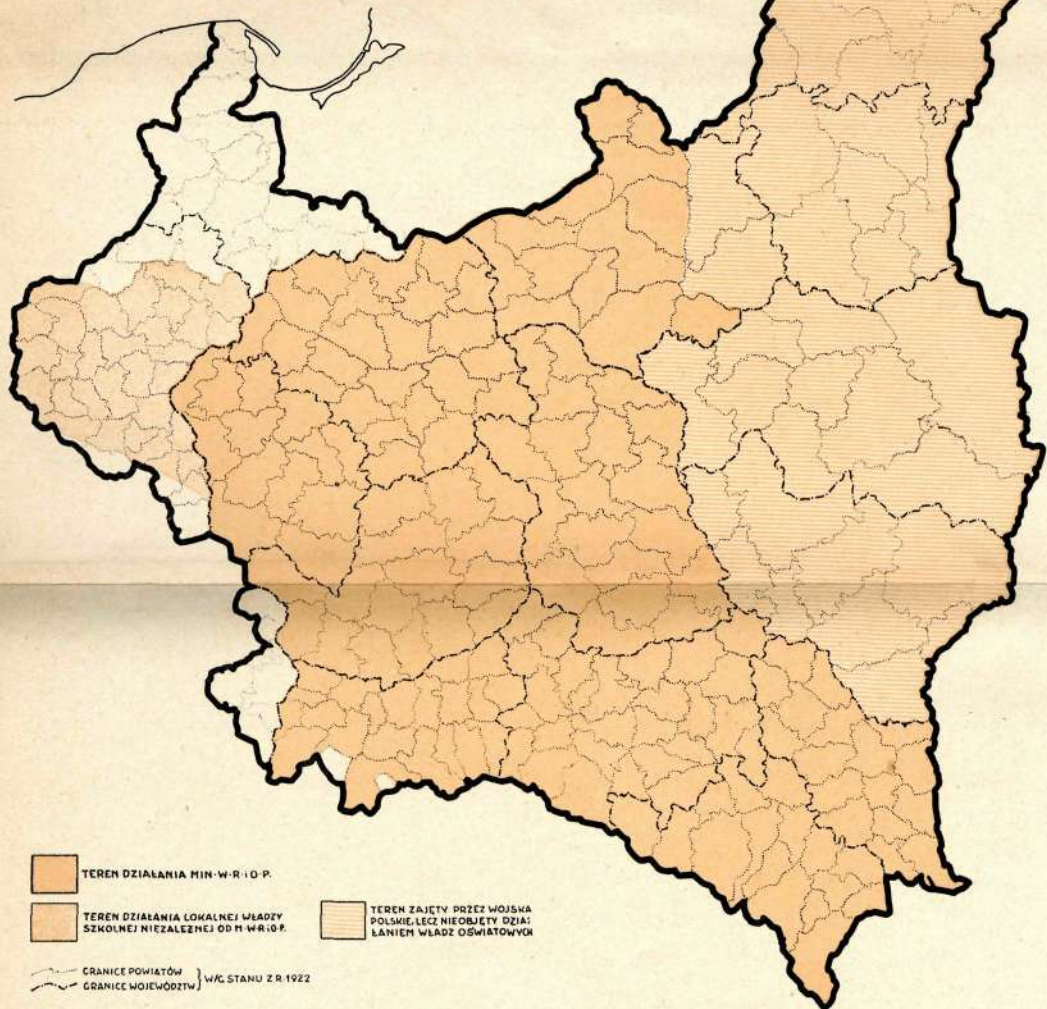 TEREN DZIAŁANIA MIN·W·R·i O·P.
TEREN DZIAŁANIA LOKALNEJ WŁADZY
SZKOLNEJ NIEZALEŻNEJ OD M·W·R·i O·P.
TEREN ZAJĘTY PRZEZ WOJSKA
POLSKIE, LECZ NIEOBJĘTY DZIA:
ŁANIEM WŁADZ OŚWIATOWYCH
GRANICE POWIATÓW
GRANICE WOJEWÓDZTW } W/G STANU Z R·1922